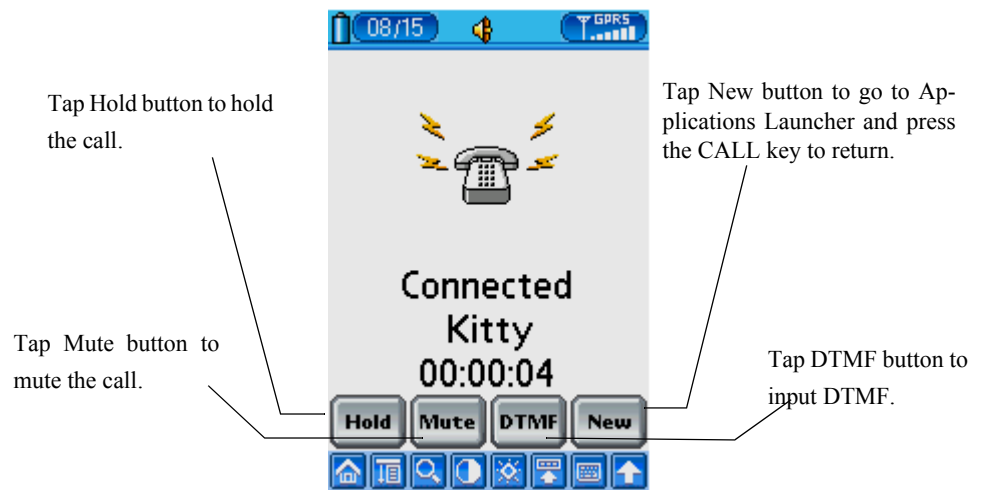 08/15
GPRS
Tap Hold button to hold
the call.
Tap New button to go to Ap-
plications Launcher and press
the CALL key to return.
Connected
Kitty
00:00:04
Tap Mute button to
mute the call.
Tap DTMF button to
input DTMF.
Hold Mute DTMF New